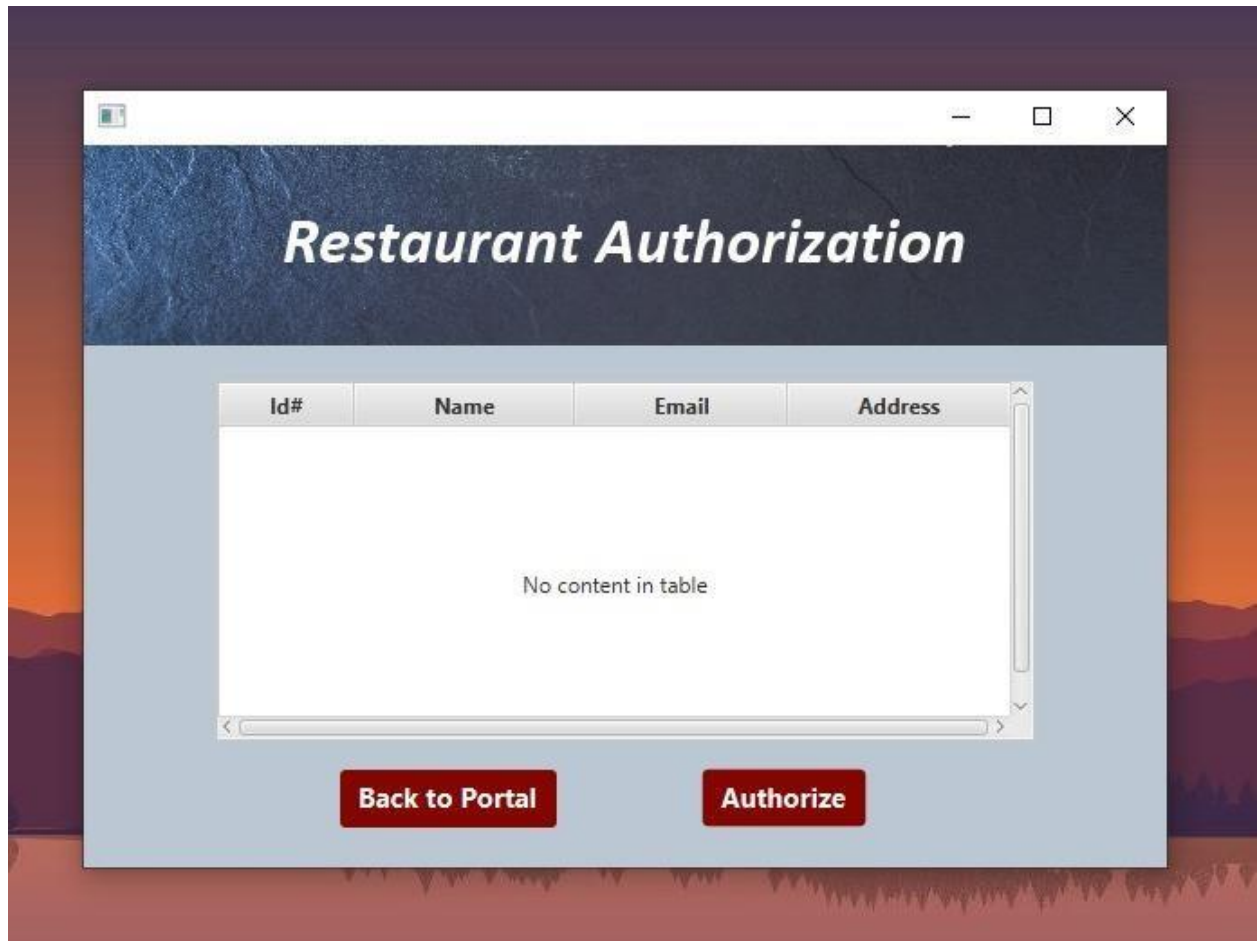 Restaurant Authorization
Id# Name Email Address
No content in table
Back to Portal Authorize